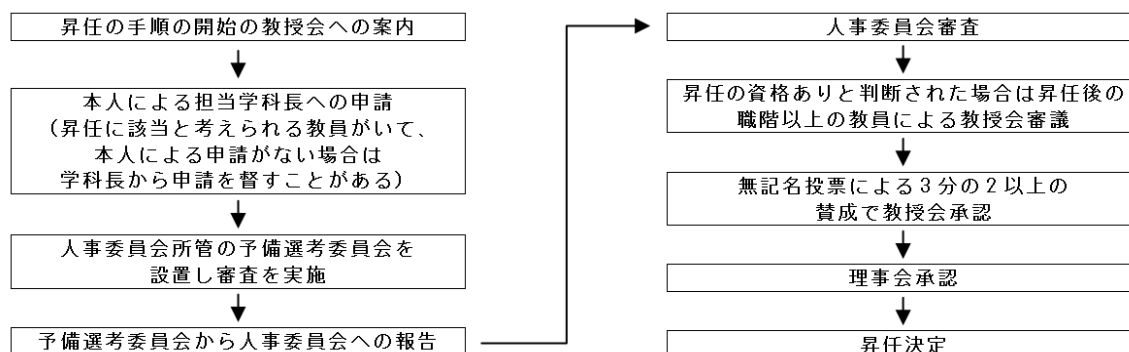 昇任の手順の開始の教授会への案内
本人による担当学科長への申請
（昇任に該当と考えられる教員がいて、
本人による申請がない場合は
学科長から申請を督すことがある）
人事委員会所管の予備選考委員会を
設置し審査を実施
予備選考委員会から人事委員会への報告
人事委員会審査
昇任の資格ありと判断された場合は昇任後の
職階以上の教員による教授会審議
無記名投票による３分の２以上の
賛成で教授会承認
理事会承認
昇任決定